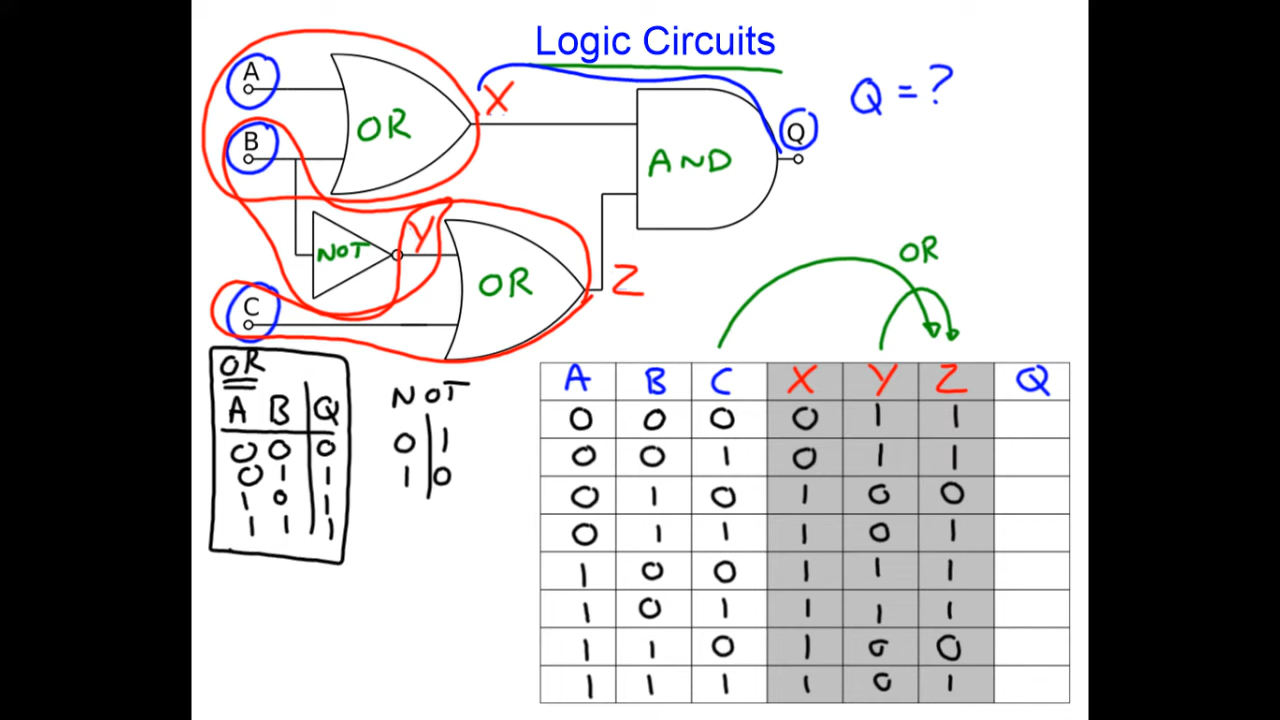 Logic Circuits
Q = ?
A
OR
X
B
AND
Q
NOT
Y
OR
Z
C
OR
OR
A B Q
0 0 0
0 1 1
1 0 1
1 1 1
NOT
0 1
1 0
A B C X Y Z Q
0 0 0 0 1 1
0 0 1 0 1 1
0 1 0 1 0 0
0 1 1 1 0 1
1 0 0 1 1 1
1 0 1 1 1 1
1 1 0 1 0 0
1 1 1 1 0 1